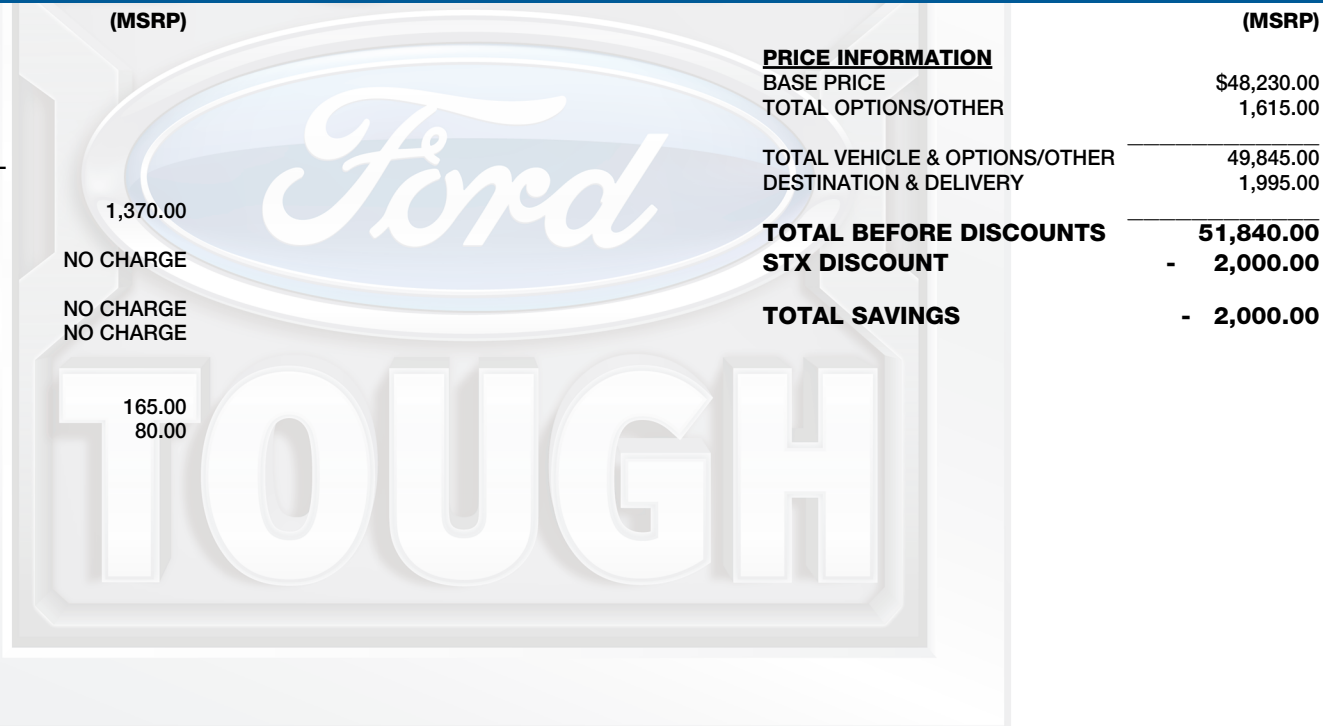 (MSRP)
1,370.00
NO CHARGE
NO CHARGE
NO CHARGE
165.00
80.00
(MSRP)
PRICE INFORMATION
BASE PRICE $48,230.00
TOTAL OPTIONS/OTHER 1,615.00
TOTAL VEHICLE & OPTIONS/OTHER 49,845.00
DESTINATION & DELIVERY 1,995.00
TOTAL BEFORE DISCOUNTS 51,840.00
STX DISCOUNT - 2,000.00
TOTAL SAVINGS - 2,000.00
Ford
TOUGH